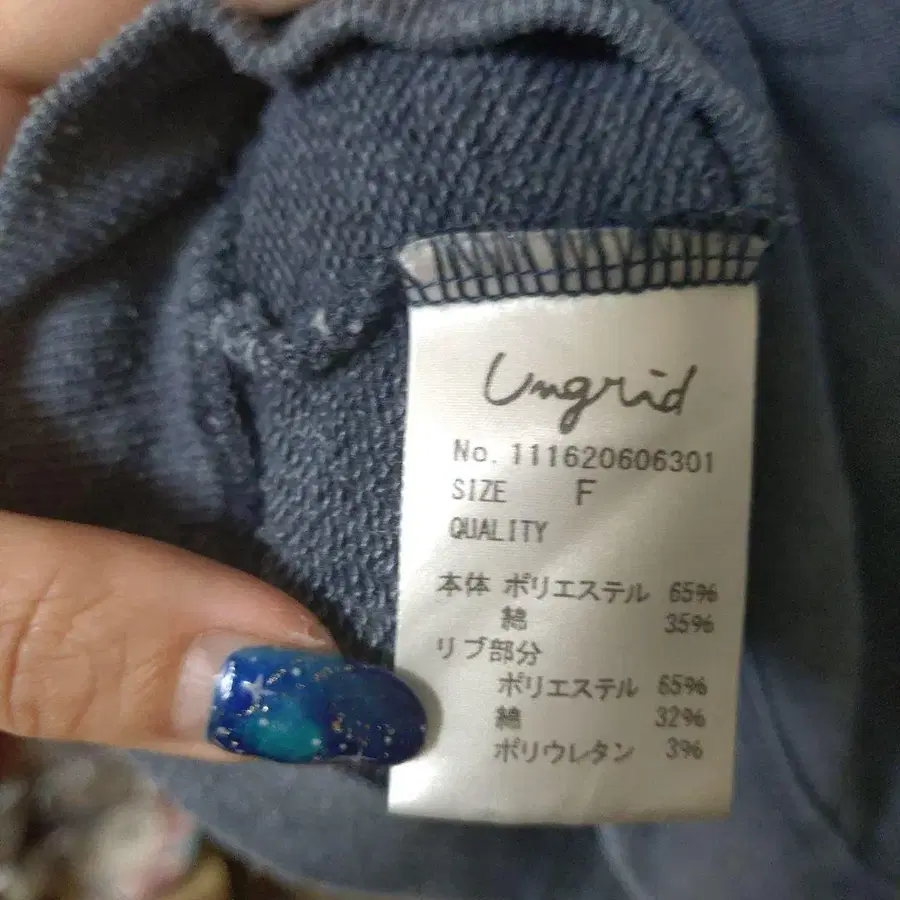 Ungrid
No. 111620606301
SIZE F
QUALITY
本体 ポリエステル 65%
綿 35%
リブ部分
ポリエステル 65%
綿 32%
ポリウレタン 3%